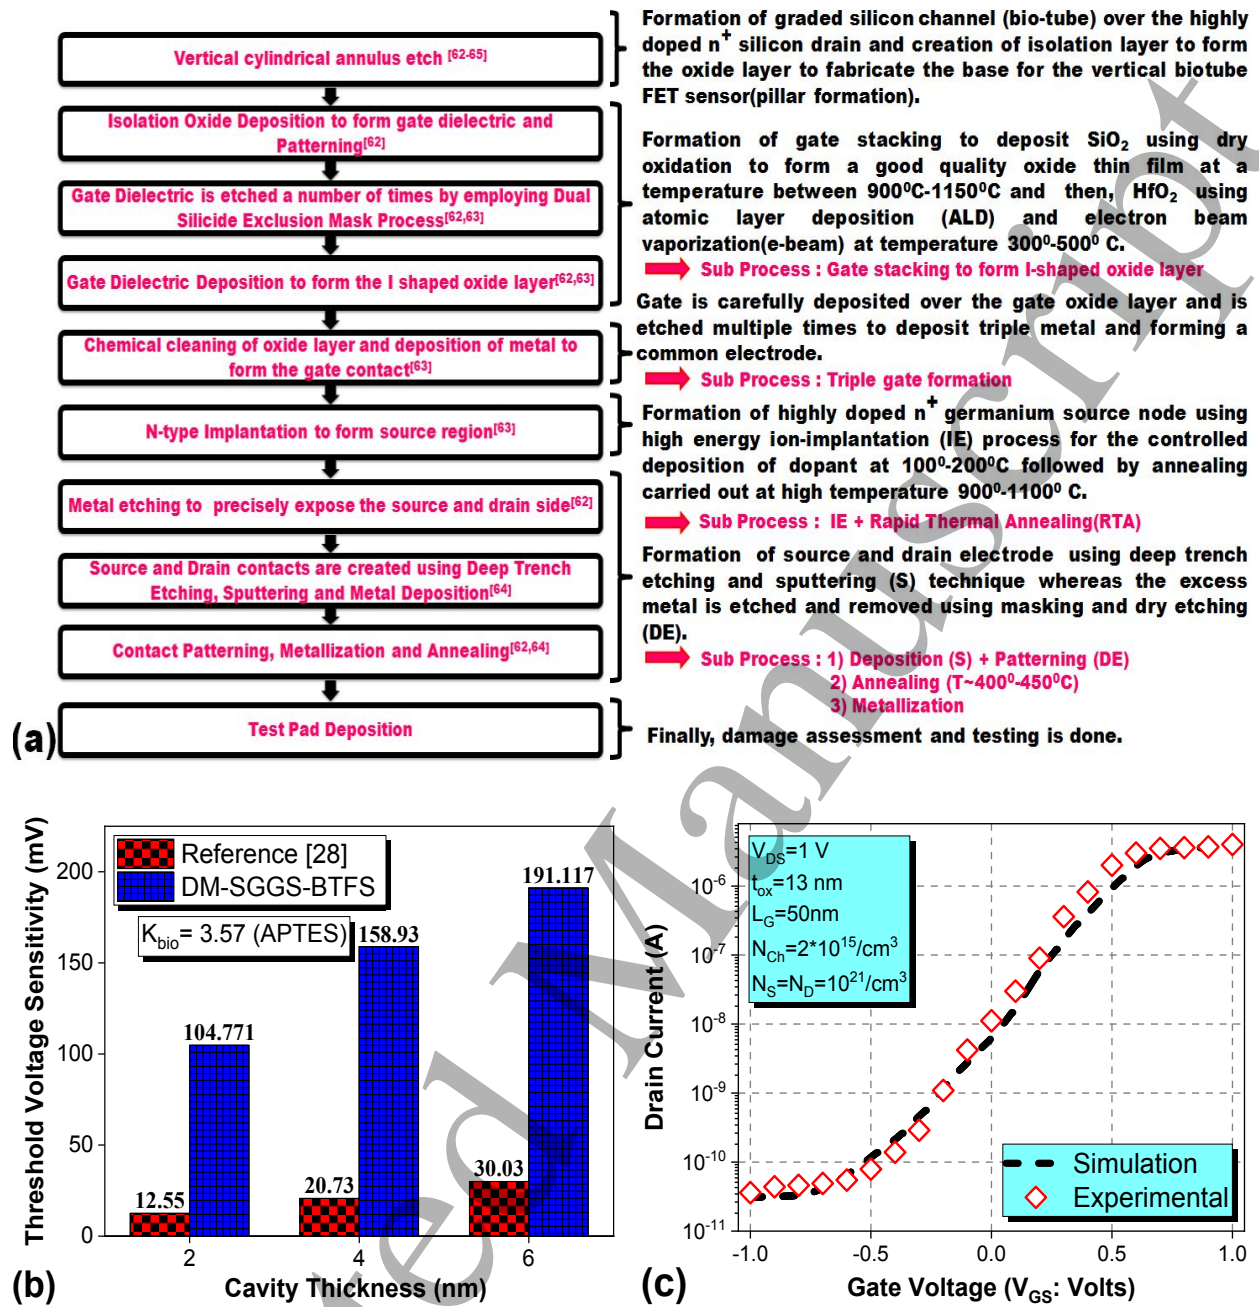 Vertical cylindrical annulus etch [62-65]
Isolation Oxide Deposition to form gate dielectric and
Patterning[62]
Gate Dielectric is etched a number of times by employing Dual
Silicide Exclusion Mask Process[62,63]
Gate Dielectric Deposition to form the I shaped oxide layer[62,63]
Chemical cleaning of oxide layer and deposition of metal to
form the gate contact[63]
N-type Implantation to form source region[63]
Metal etching to precisely expose the source and drain side[62]
Source and Drain contacts are created using Deep Trench
Etching, Sputtering and Metal Deposition[64]
Contact Patterning, Metallization and Annealing[62,64]
Test Pad Deposition
(a)
Formation of graded silicon channel (bio-tube) over the highly
doped n+ silicon drain and creation of isolation layer to form
the oxide layer to fabricate the base for the vertical biotube
FET sensor(pillar formation).
Formation of gate stacking to deposit SiO2 using dry
oxidation to form a good quality oxide thin film at a
temperature between 900⁰C-1150⁰C and then, HfO2 using
atomic layer deposition (ALD) and electron beam
vaporization(e-beam) at temperature 300⁰-500⁰ C.
Sub Process : Gate stacking to form I-shaped oxide layer
Gate is carefully deposited over the gate oxide layer and is
etched multiple times to deposit triple metal and forming a
common electrode.
Sub Process : Triple gate formation
Formation of highly doped n+ germanium source node using
high energy ion-implantation (IE) process for the controlled
deposition of dopant at 100⁰-200⁰C followed by annealing
carried out at high temperature 900⁰-1100⁰ C.
Sub Process : IE + Rapid Thermal Annealing(RTA)
Formation of source and drain electrode using deep trench
etching and sputtering (S) technique whereas the excess
metal is etched and removed using masking and dry etching
(DE).
Sub Process : 1) Deposition (S) + Patterning (DE)
2) Annealing (T~400⁰-450⁰C)
3) Metallization
Finally, damage assessment and testing is done.
Threshold Voltage Sensitivity (mV)
200
150
100
50
0
Reference [28]
DM-SGGS-BTFS
Kbio= 3.57 (APTES)
12.55
104.771
20.73
158.93
30.03
191.117
2
4
6
Cavity Thickness (nm)
(b)
Drain Current (A)
10-6
10-7
10-8
10-9
10-10
10-11
VDS=1 V
tox=13 nm
LG=50nm
NCh=2*10^15/cm3
NS=ND=10^21/cm3
Simulation
Experimental
-1.0
-0.5
0.0
0.5
1.0
Gate Voltage (VGS: Volts)
(c)
ted Manuscript